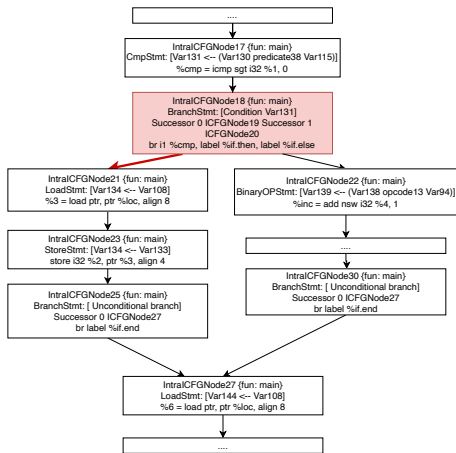 ....
IntraICFGNode17 {fun: main}
CmpStmt: [Var131 <-- (Var130 predicate38 Var115)]
%cmp = icmp sgt i32 %1, 0
IntraICFGNode18 {fun: main}
BranchStmt: [Condition Var131]
Successor 0 ICFGNode19 Successor 1
ICFGNode20
br i1 %cmp, label %if.then, label %if.else
IntraICFGNode21 {fun: main}
LoadStmt: [Var134 <-- Var108]
%3 = load ptr, ptr %loc, align 8
IntraICFGNode22 {fun: main}
BinaryOPStmt: [Var139 <-- (Var138 opcode13 Var94)]
%inc = add nsw i32 %4, 1
IntraICFGNode23 {fun: main}
StoreStmt: [Var134 <-- Var133]
store i32 %2, ptr %3, align 4
....
IntraICFGNode25 {fun: main}
BranchStmt: [ Unconditional branch]
Successor 0 ICFGNode27
br label %if.end
IntraICFGNode30 {fun: main}
BranchStmt: [ Unconditional branch]
Successor 0 ICFGNode27
br label %if.end
IntraICFGNode27 {fun: main}
LoadStmt: [Var144 <-- Var108]
%6 = load ptr, ptr %loc, align 8
....